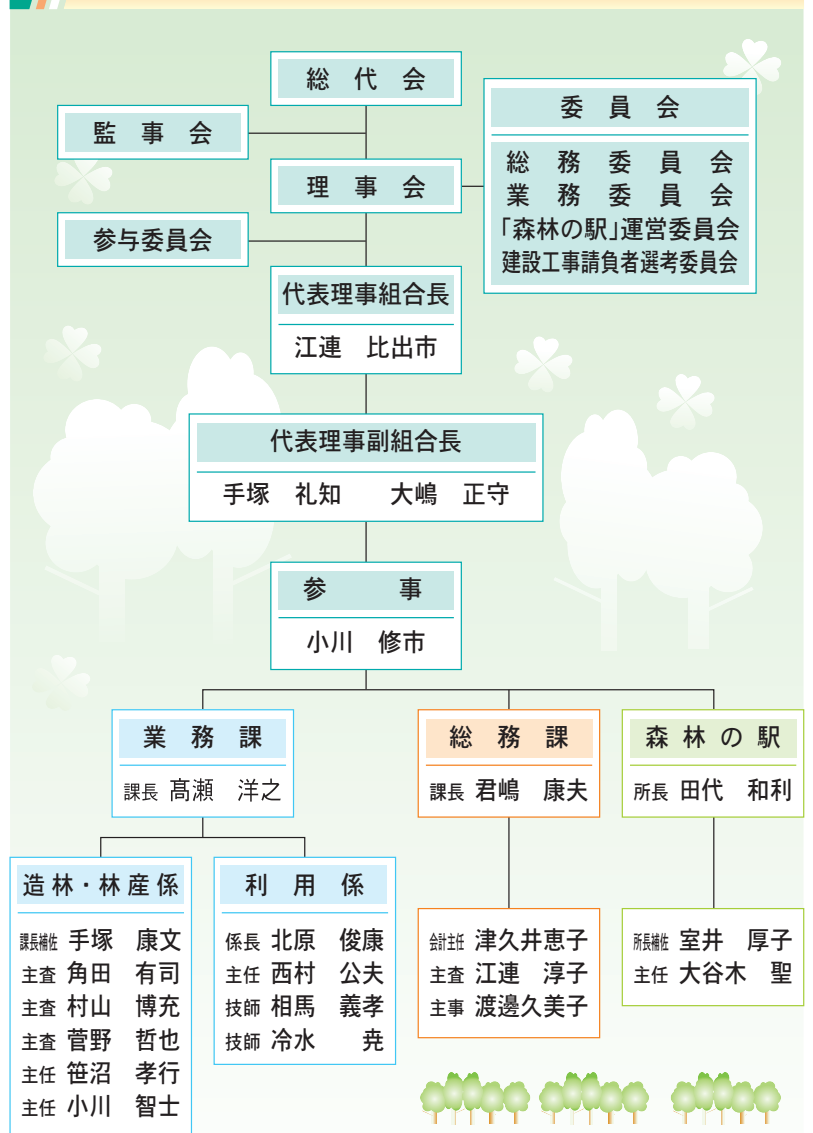 総代会
監事会
理事会
参与委員会
委員会
総務委員会
業務委員会
「森林の駅」運営委員会
建設工事請負者選考委員会
代表理事組合長
江連　比出市
代表理事副組合長
手塚　礼知　　大嶋　正守
参事
小川　修市
業務課
課長 髙瀬　洋之
総務課
課長 君嶋　康夫
森林の駅
所長 田代　和利
造林・林産係
課長補佐 手塚　康文
主査 角田　有司
主査 村山　博充
主査 菅野　哲也
主任 笹沼　孝行
主任 小川　智士
利用係
係長 北原　俊康
主任 西村　公夫
技師 相馬　義孝
技師 冷水　尭
会計主任 津久井恵子
主査 江連　淳子
主事 渡邊久美子
所長補佐 室井　厚子
主任 大谷木　聖